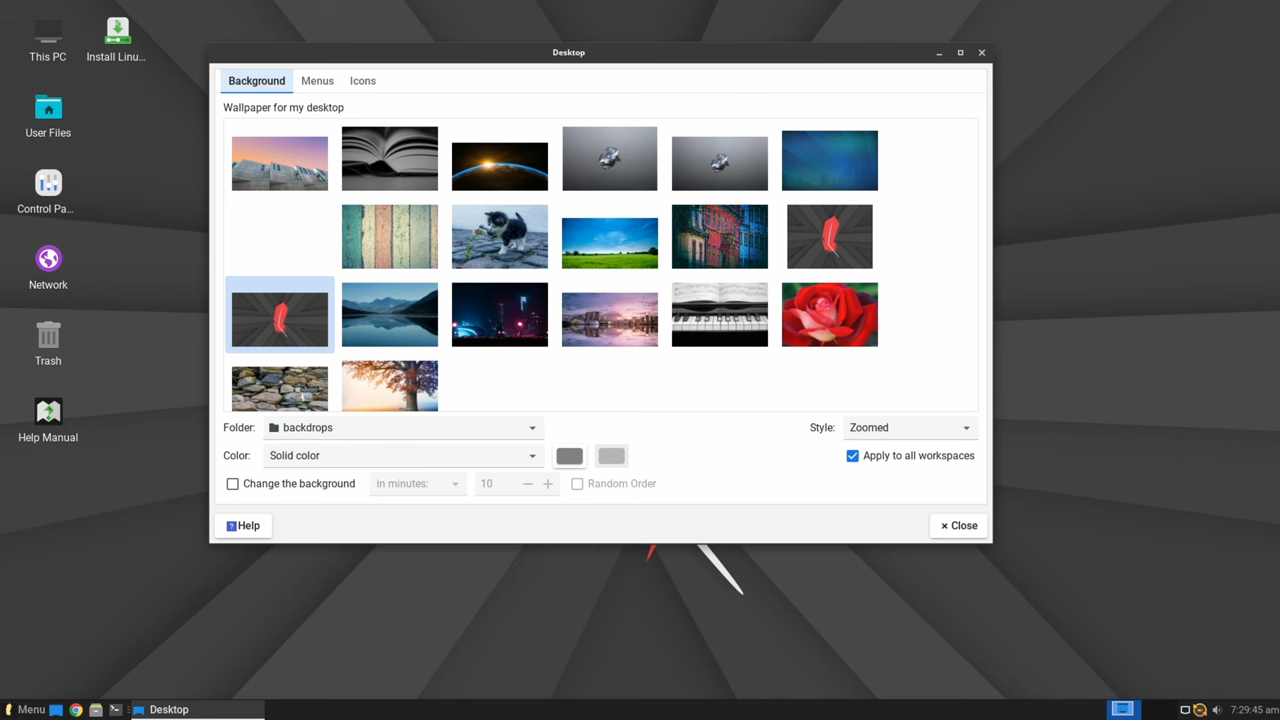 Desktop
This PC
Install Linu...
User Files
Control Pa...
Network
Trash
Help Manual
Background
Menus
Icons
Wallpaper for my desktop
Folder:
backdrops
Style:
Zoomed
Color:
Solid color
Apply to all workspaces
Change the background
in minutes:
10
Random Order
Help
Close
Menu
Desktop
7:29:45 am